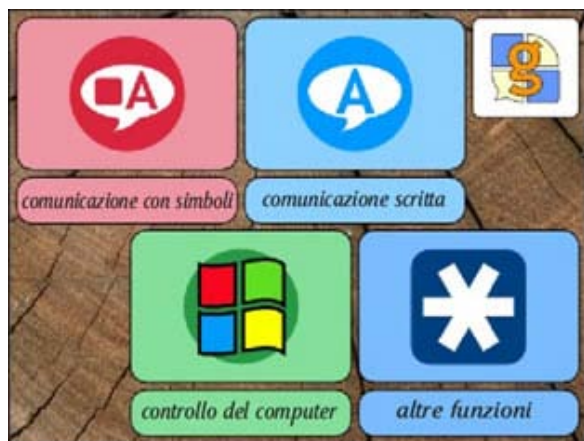 A
A
g
comunicazione con simboli
comunicazione scritta
controllo del computer
altre funzioni